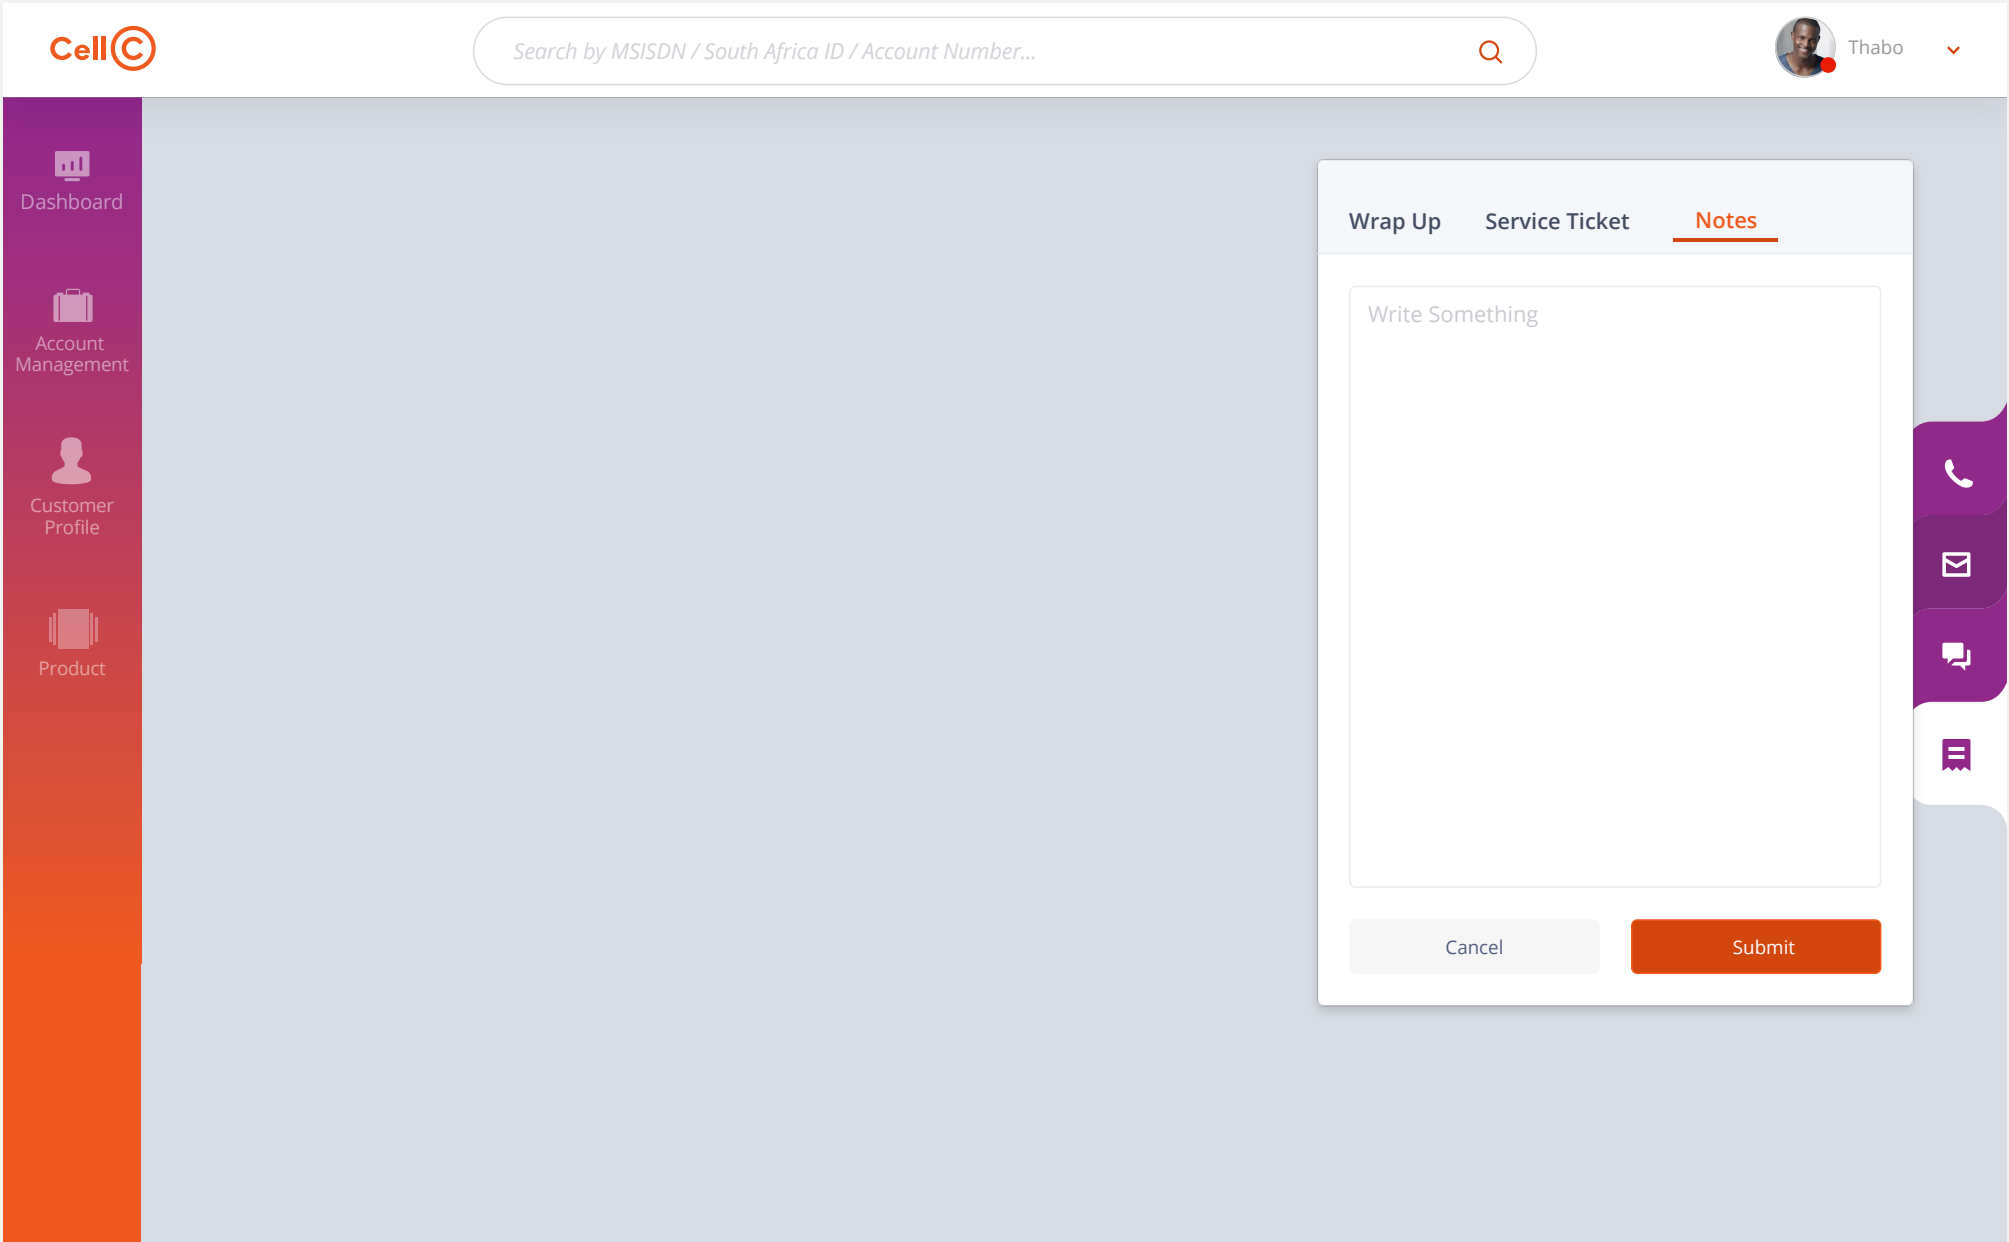 Cell C
Search by MSISDN / South Africa ID / Account Number...
Thabo
Dashboard
Account
Management
Customer
Profile
Product
Wrap Up
Service Ticket
Notes
Write Something
Cancel
Submit